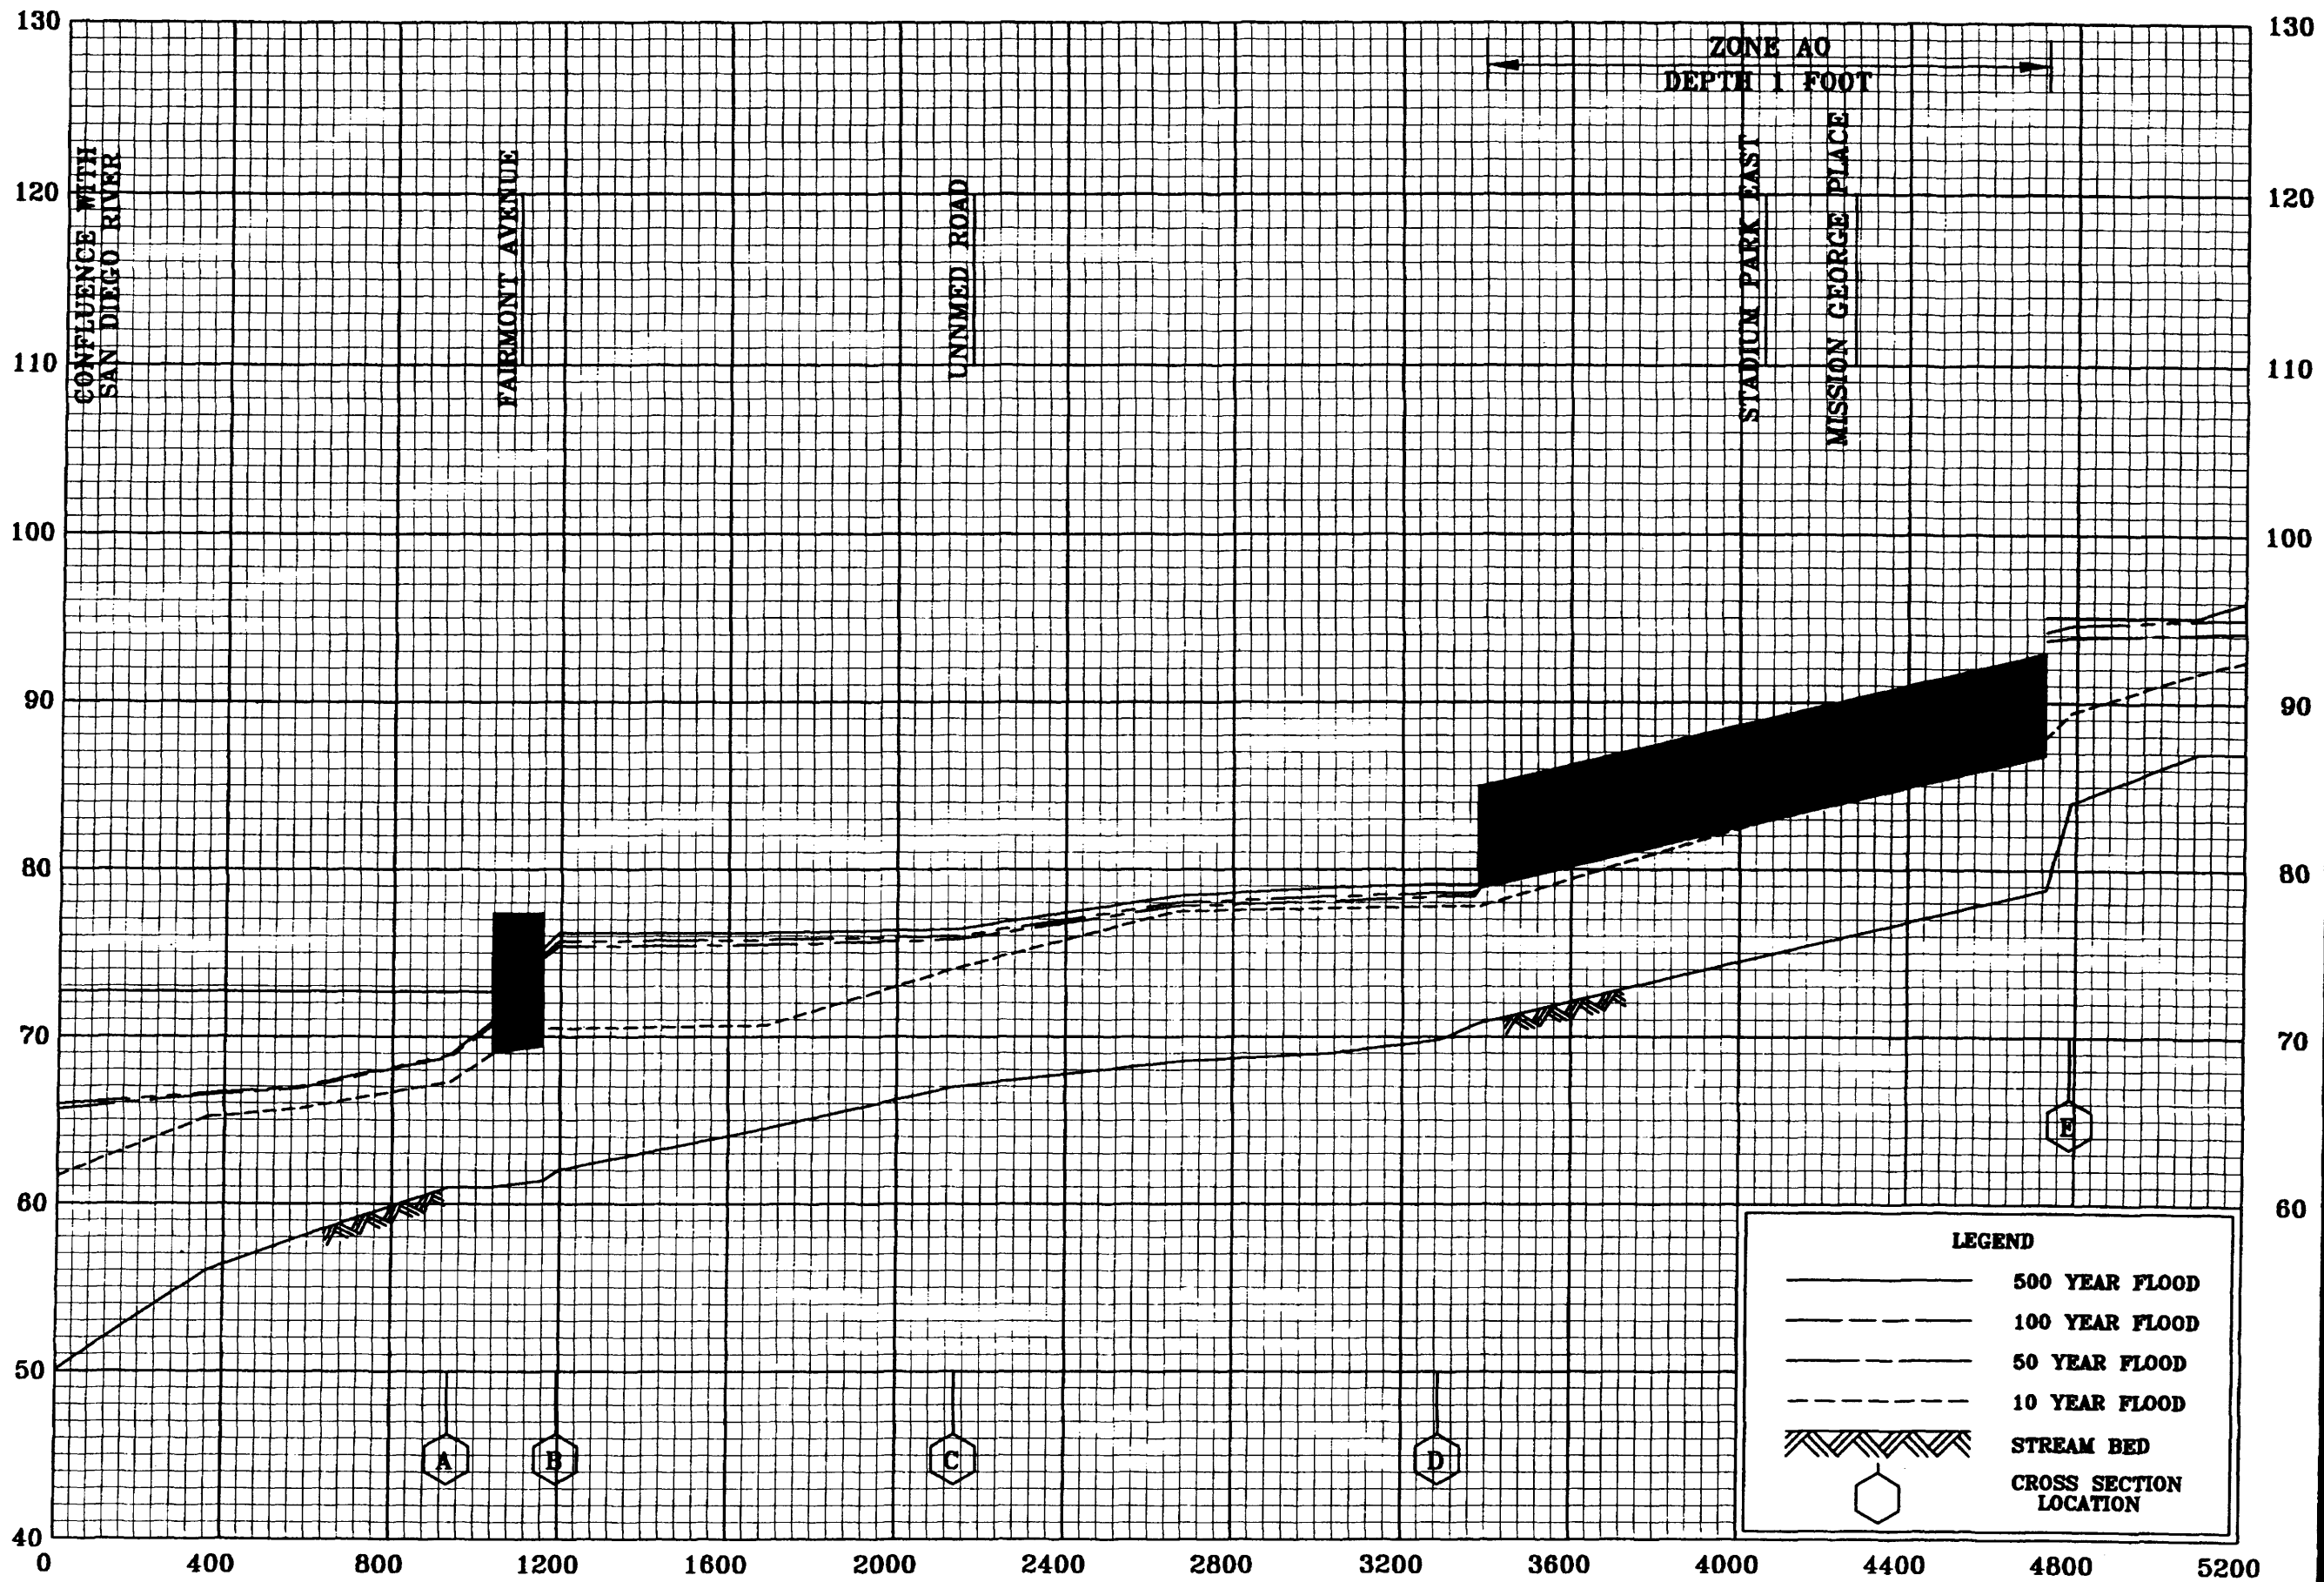 130
130
ZONE AO
DEPTH 1 FOOT
CONFLUENCE WITH
SAN DIEGO RIVER
FAIRMONT AVENUE
UNNMED ROAD
STADIUM PARK EAST
MISSION GEORGE PLACE
120
120
110
110
100
100
90
90
80
80
70
70
60
60
50
40
A
B
C
D
E
LEGEND
500 YEAR FLOOD
100 YEAR FLOOD
50 YEAR FLOOD
10 YEAR FLOOD
STREAM BED
CROSS SECTION
LOCATION
0 400 800 1200 1600 2000 2400 2800 3200 3600 4000 4400 4800 5200